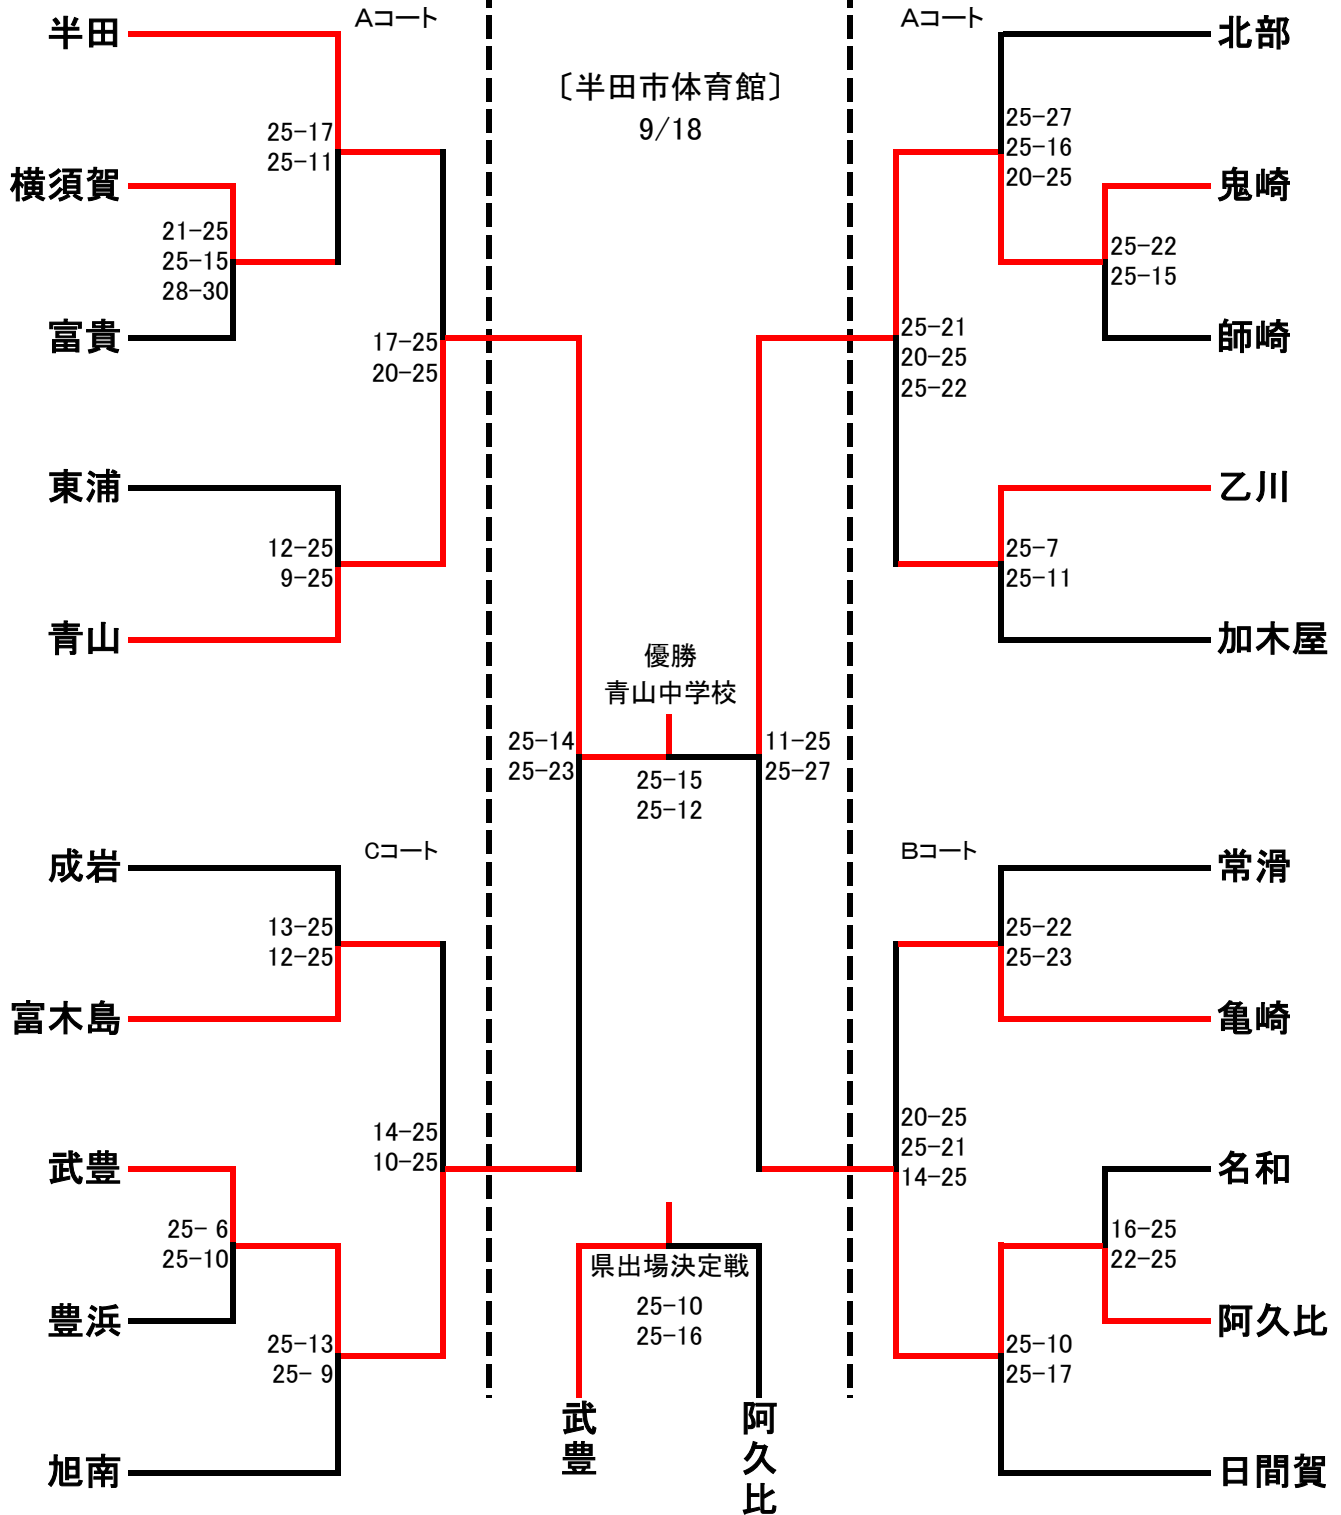 Aコート
Aコート
半田
北部
〔半田市体育館〕
9/18
25-17
25-11
25-27
25-16
20-25
横須賀
鬼崎
21-25
25-15
28-30
25-22
25-15
富貴
師崎
17-25
20-25
25-21
20-25
25-22
東浦
乙川
12-25
9-25
25-7
25-11
青山
加木屋
優勝
青山中学校
25-14
25-23
25-15
25-12
11-25
25-27
Cコート
Bコート
成岩
常滑
13-25
12-25
25-22
25-23
富木島
亀崎
14-25
10-25
20-25
25-21
14-25
武豊
名和
25- 6
25-10
16-25
22-25
県出場決定戦
25-10
25-16
豊浜
阿久比
25-13
25- 9
25-10
25-17
武豊
阿久比
旭南
日間賀